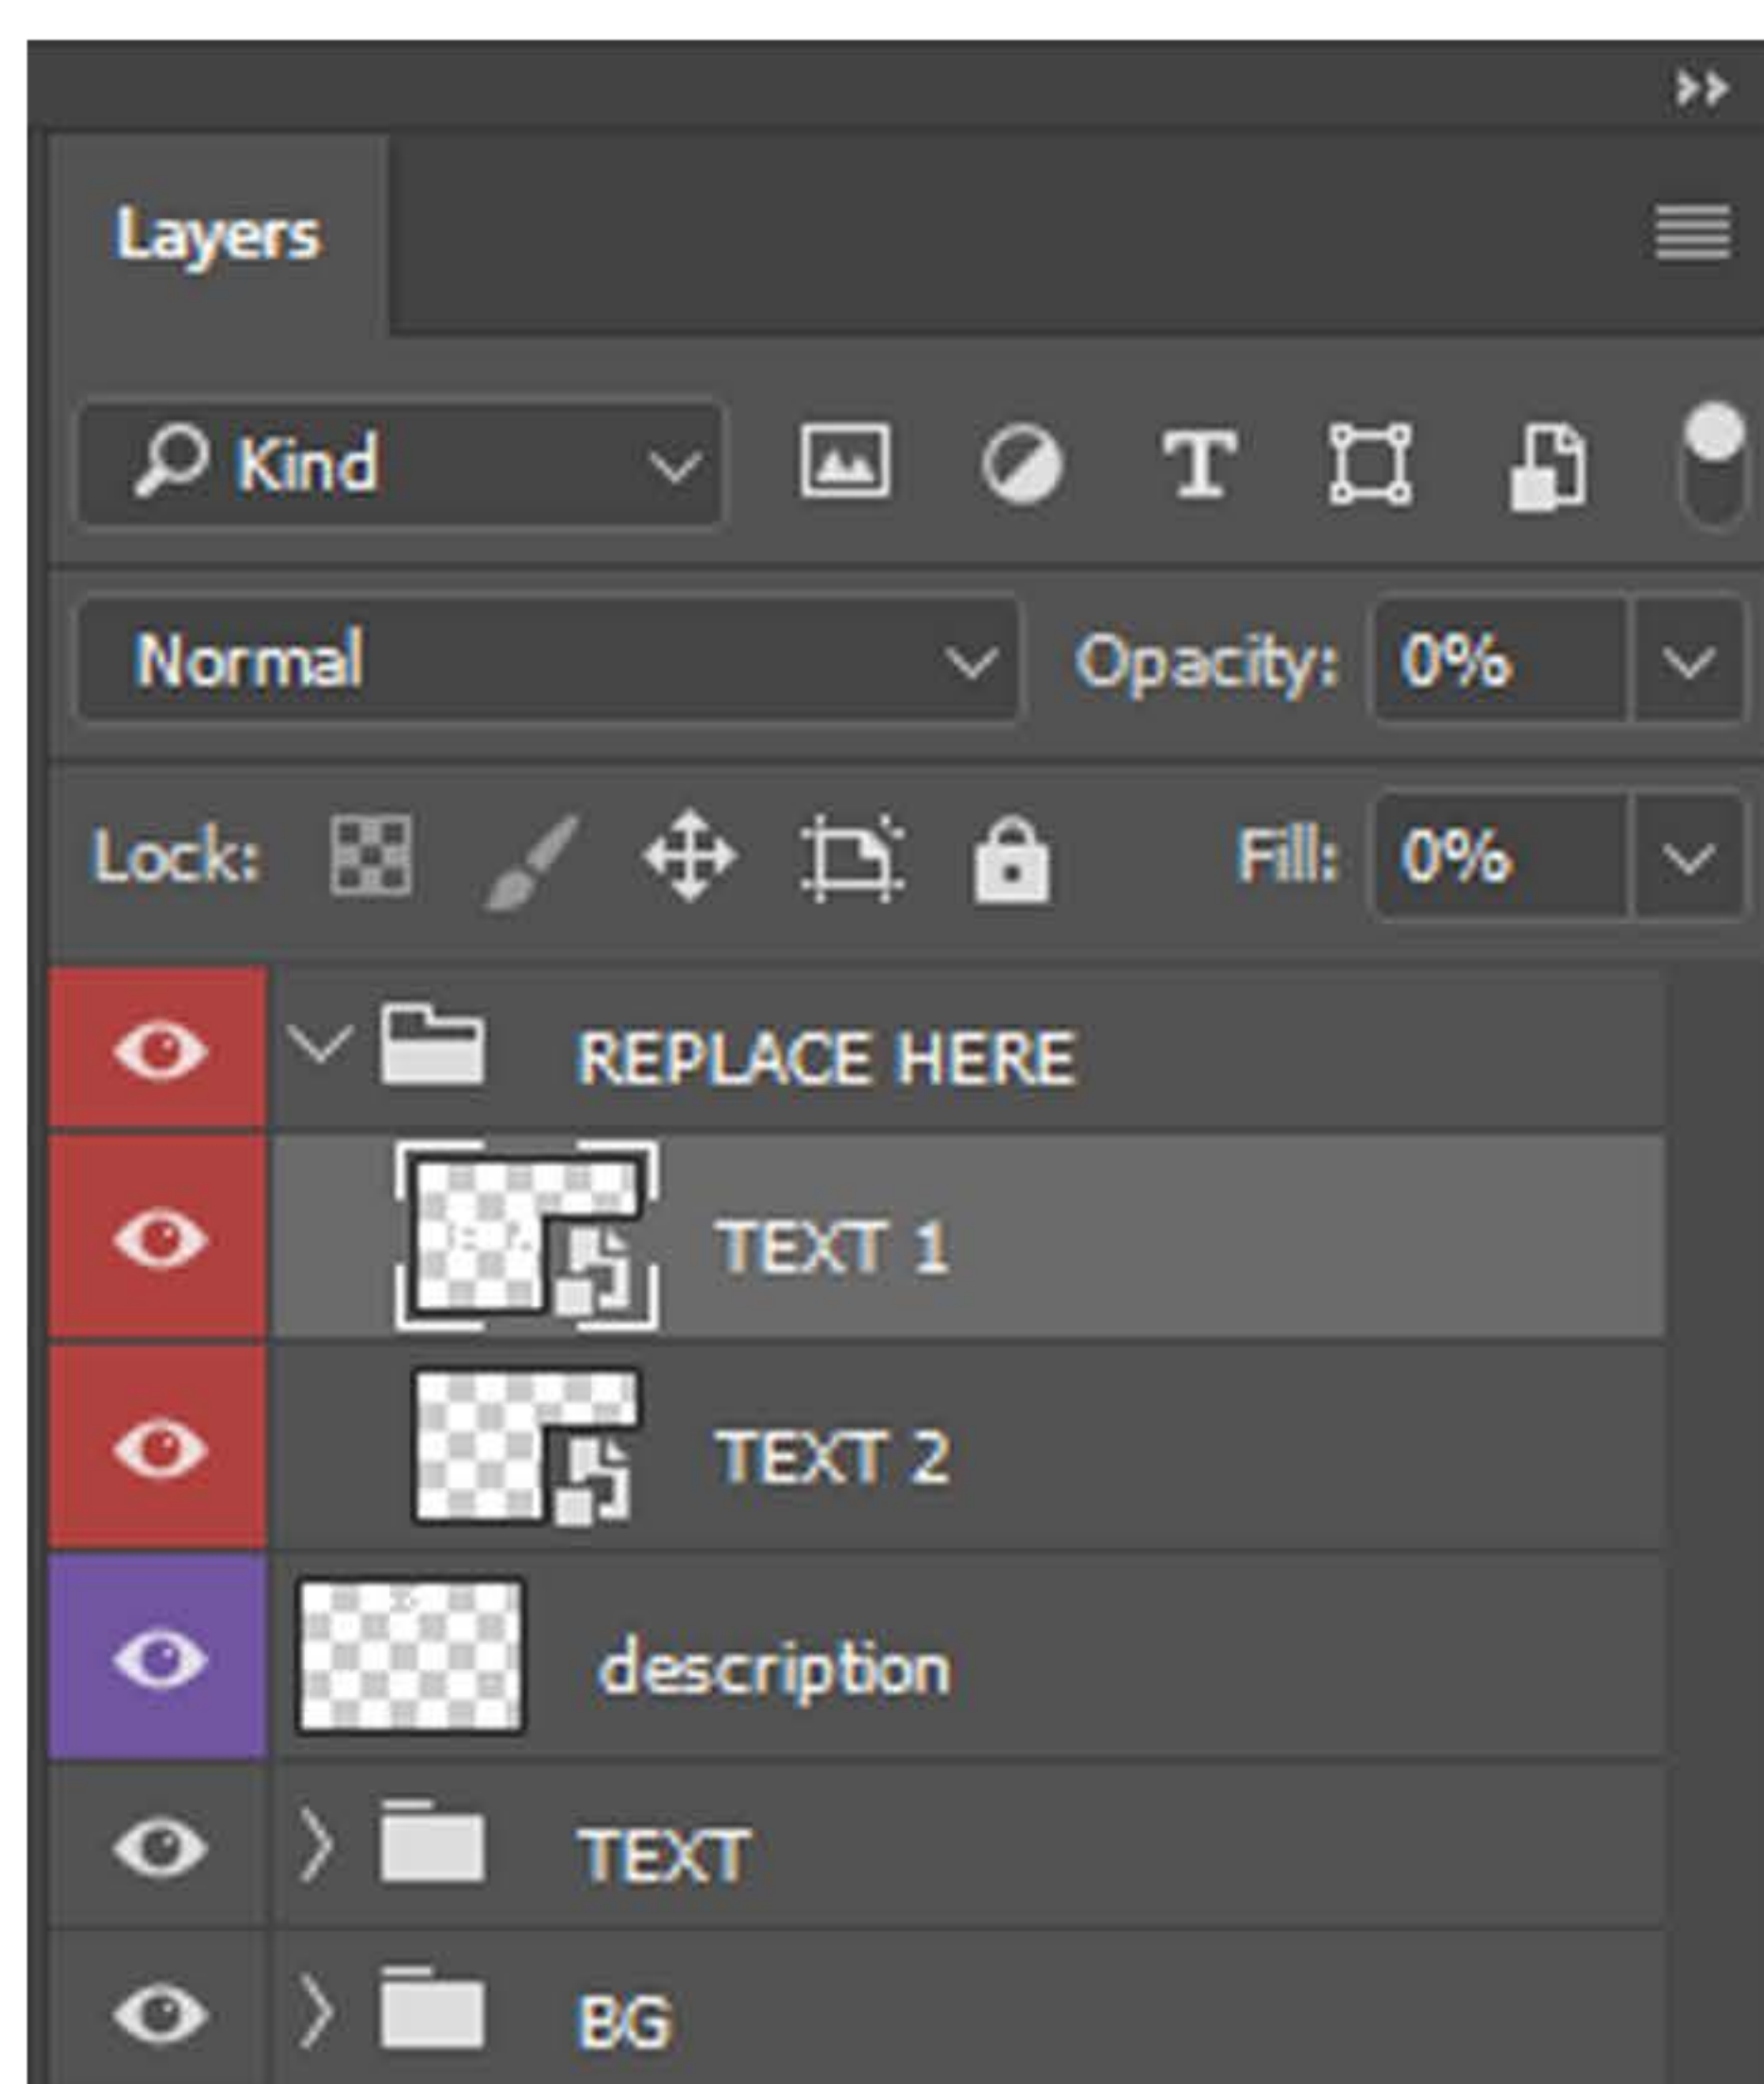 Layers
Kind
Normal Opacity: 0%
Lock: Fill: 0%
REPLACE HERE
TEXT 1
TEXT 2
description
TEXT
BG